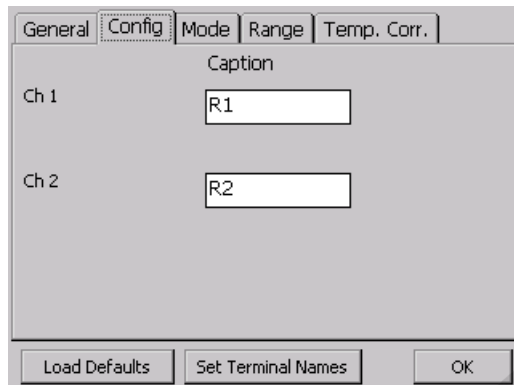 General Config Mode Range Temp. Corr.
Caption
Ch 1 R1
Ch 2 R2
Load Defaults Set Terminal Names OK